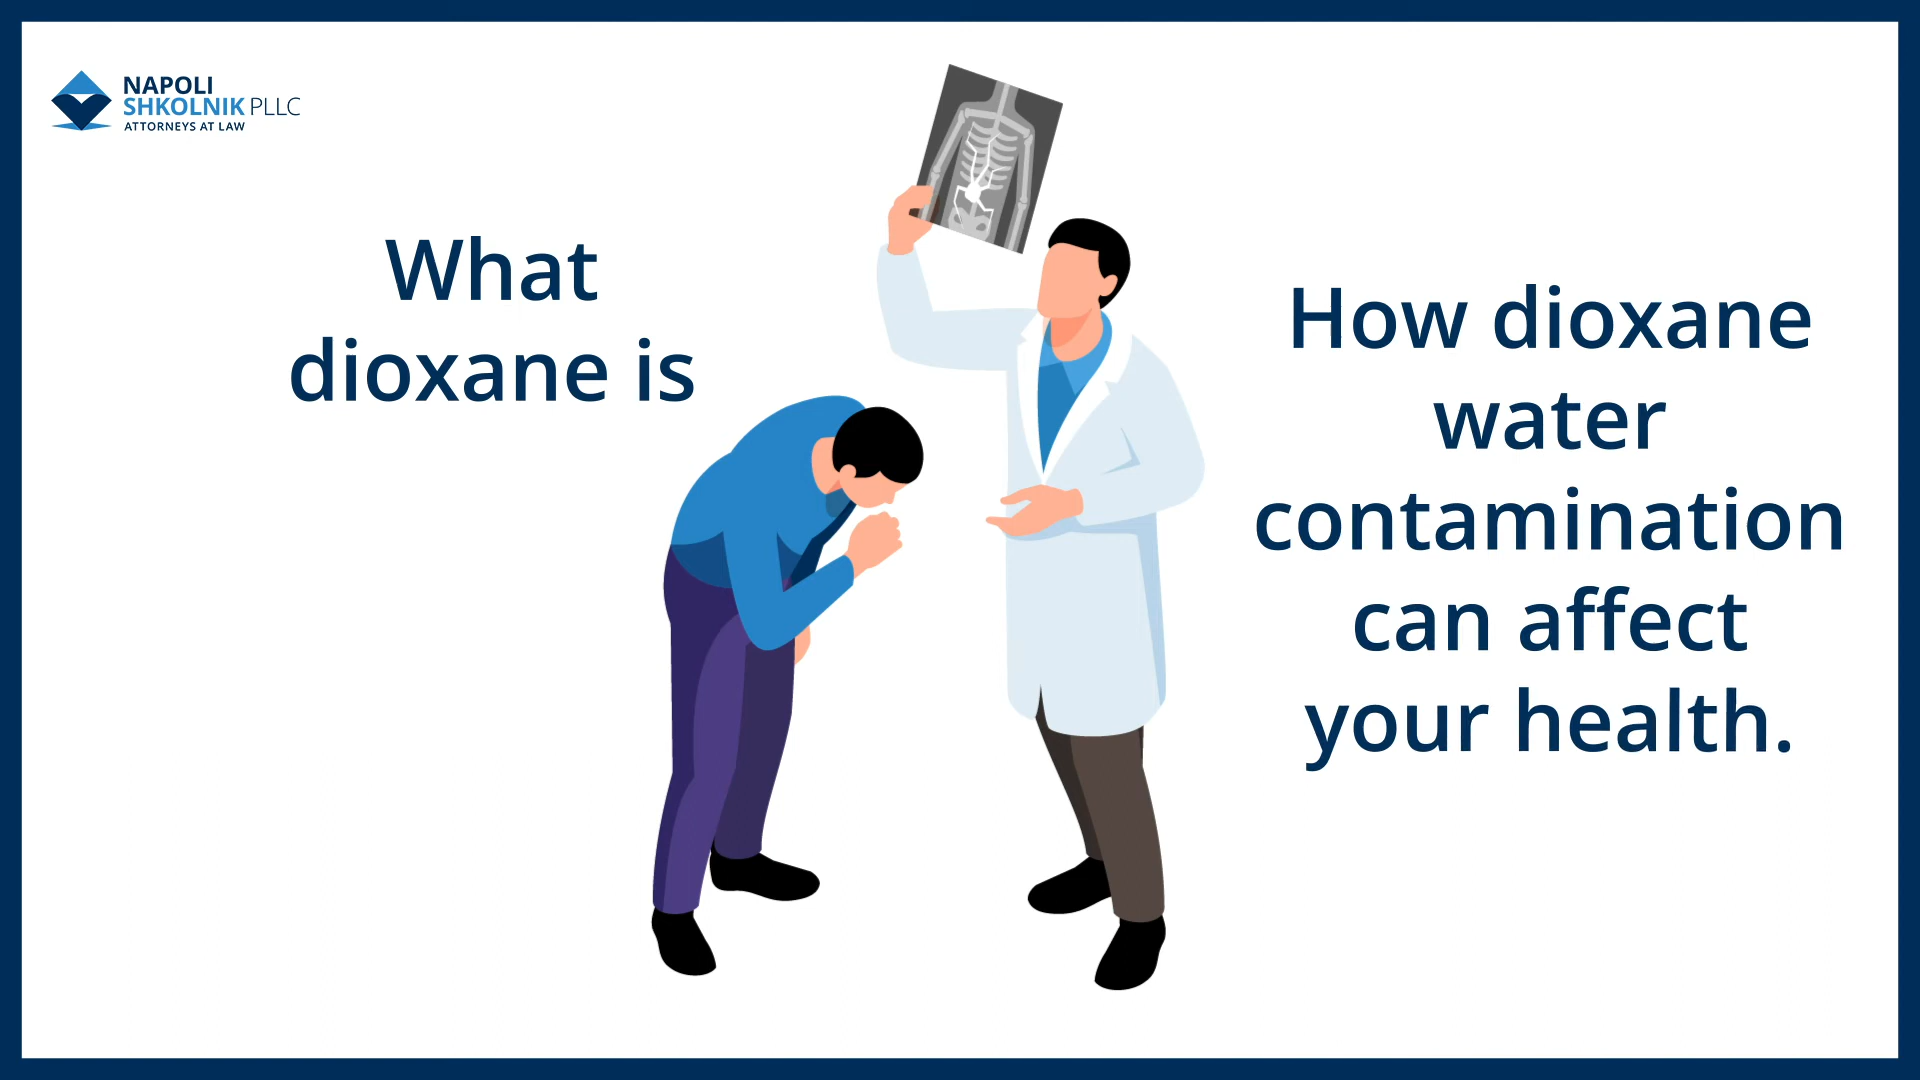 NAPOLI
SHKOLNIK PLLC
ATTORNEYS AT LAW
What
dioxane is
How dioxane
water
contamination
can affect
your health.